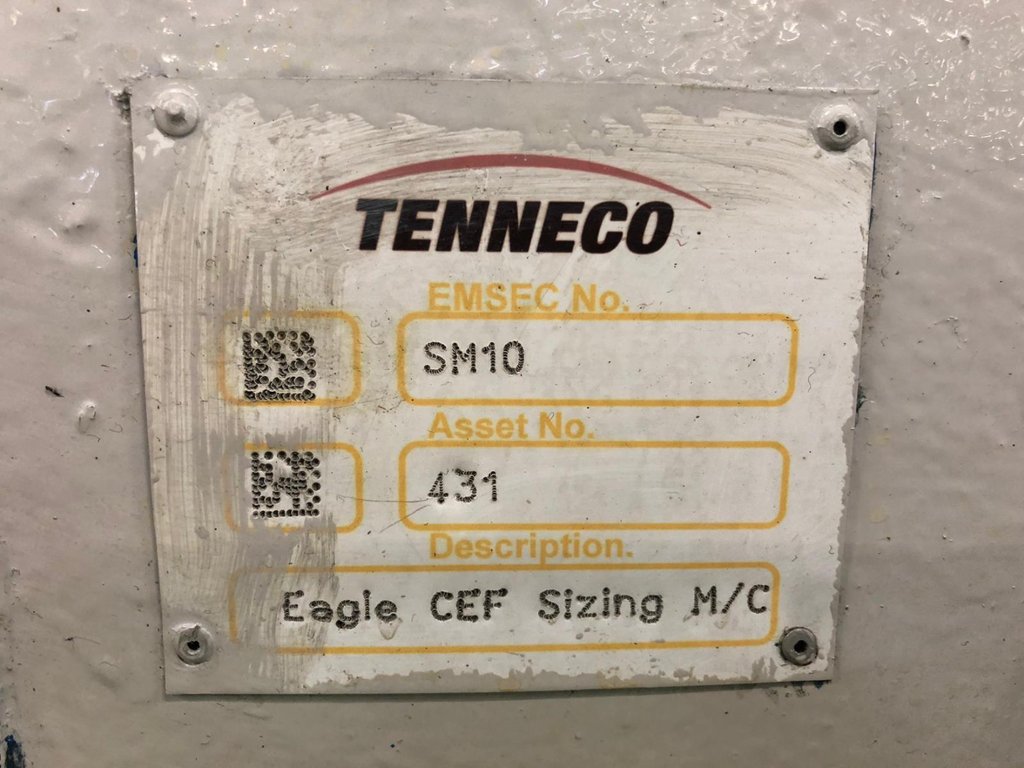 TENNECO
EMSEC No.
SM10
Asset No.
431
Description.
Eagle CEF Sizing M/C